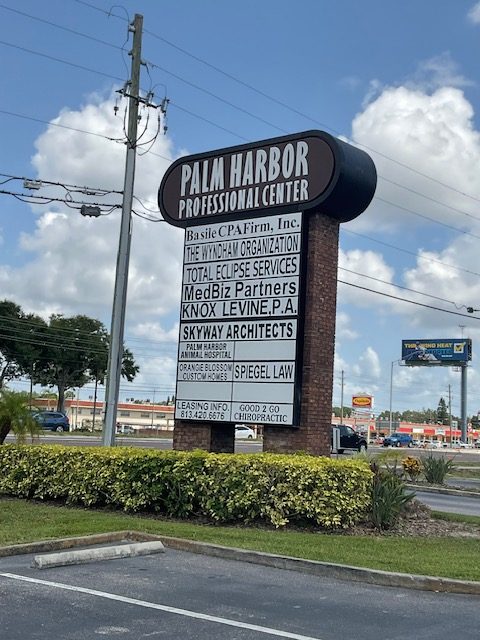 PALM HARBOR
PROFESSIONAL CENTER
Basile CPA Firm, Inc.
THE WYNDHAM ORGANIZATION
TOTAL ECLIPSE SERVICES
MedBiz Partners
KNOX LEVINE, P.A.
SKYWAY ARCHITECTS
PALM HARBOR
ANIMAL HOSPITAL
ORANGE BLOSSOM
CUSTOM HOMES
SPIEGEL LAW
LEASING INFO.
813.420.6676
GOOD 2 GO
CHIROPRACTIC
HEAT